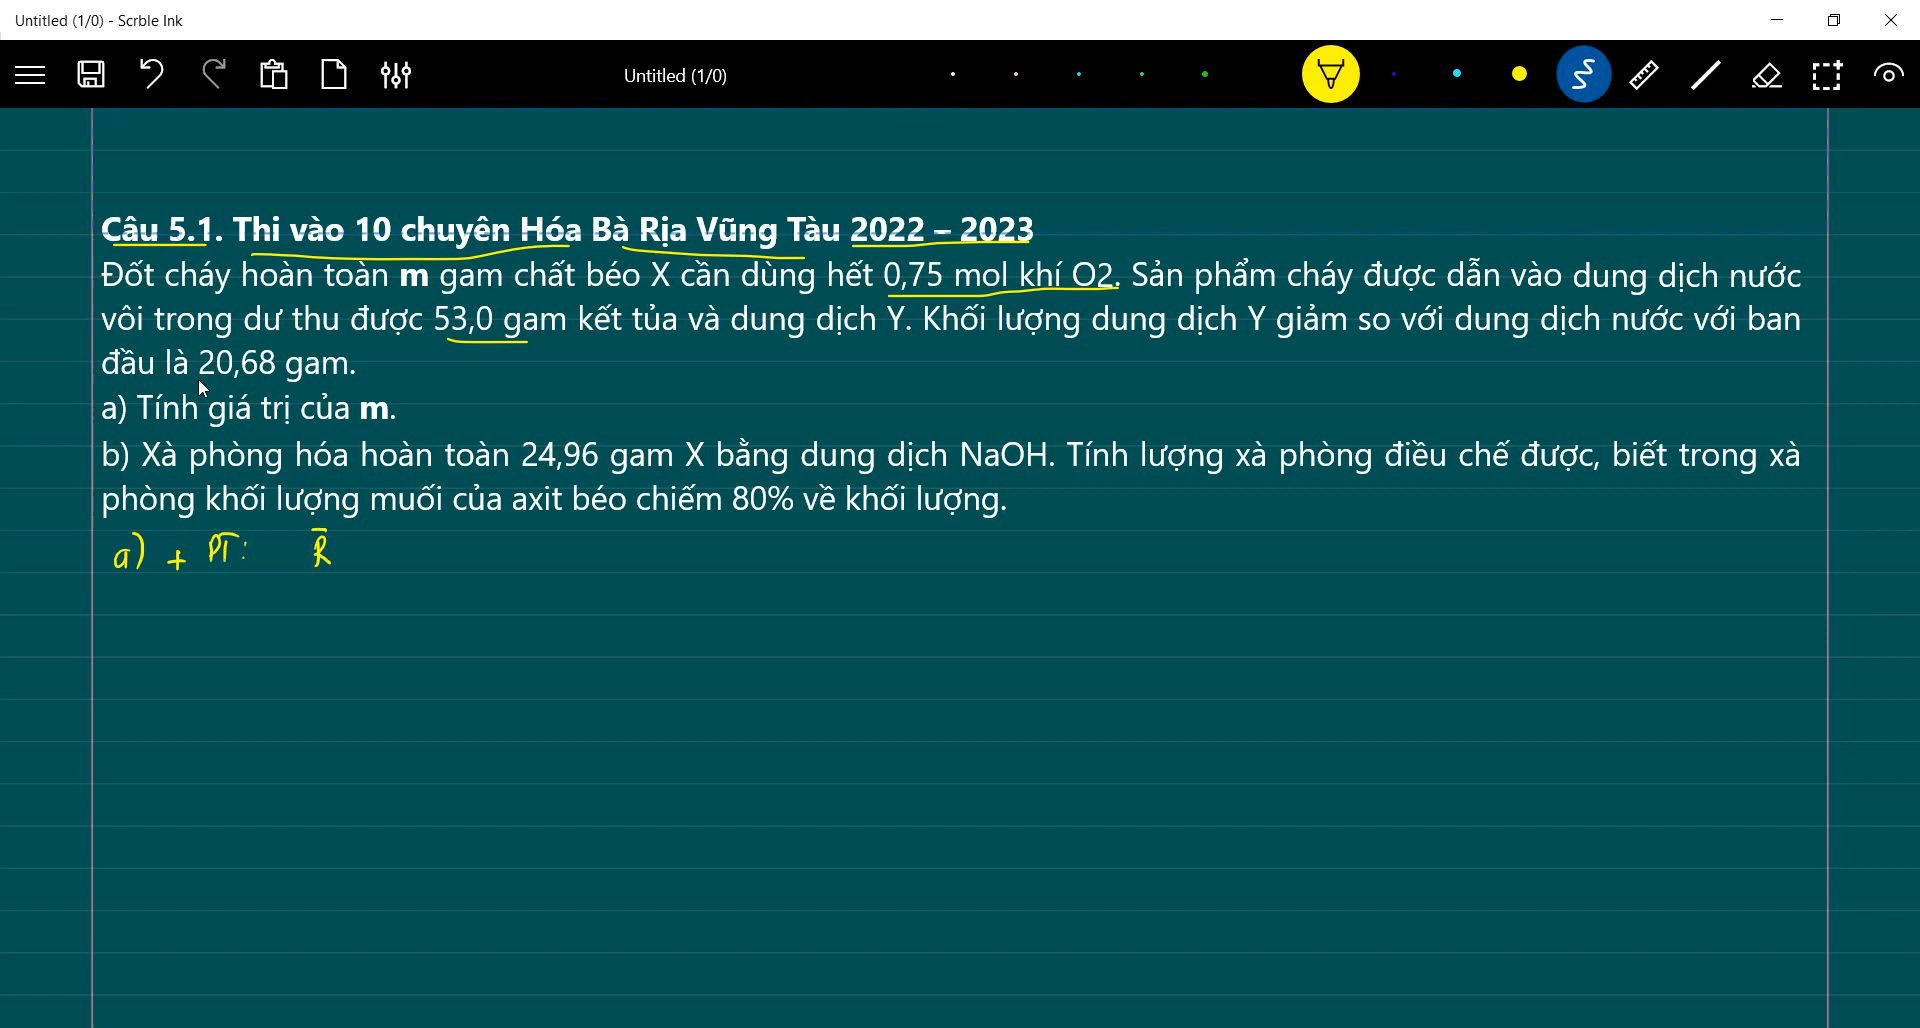 Untitled (1/0) - Scrble Ink
Untitled (1/0)
Câu 5.1. Thi vào 10 chuyên Hóa Bà Rịa Vũng Tàu 2022 – 2023
Đốt cháy hoàn toàn m gam chất béo X cần dùng hết 0,75 mol khí O2. Sản phẩm cháy được dẫn vào dung dịch nước
vôi trong dư thu được 53,0 gam kết tủa và dung dịch Y. Khối lượng dung dịch Y giảm so với dung dịch nước với ban
đầu là 20,68 gam.
a) Tính giá trị của m.
b) Xà phòng hóa hoàn toàn 24,96 gam X bằng dung dịch NaOH. Tính lượng xà phòng điều chế được, biết trong xà
phòng khối lượng muối của axit béo chiếm 80% về khối lượng.
a) + PT: R̄